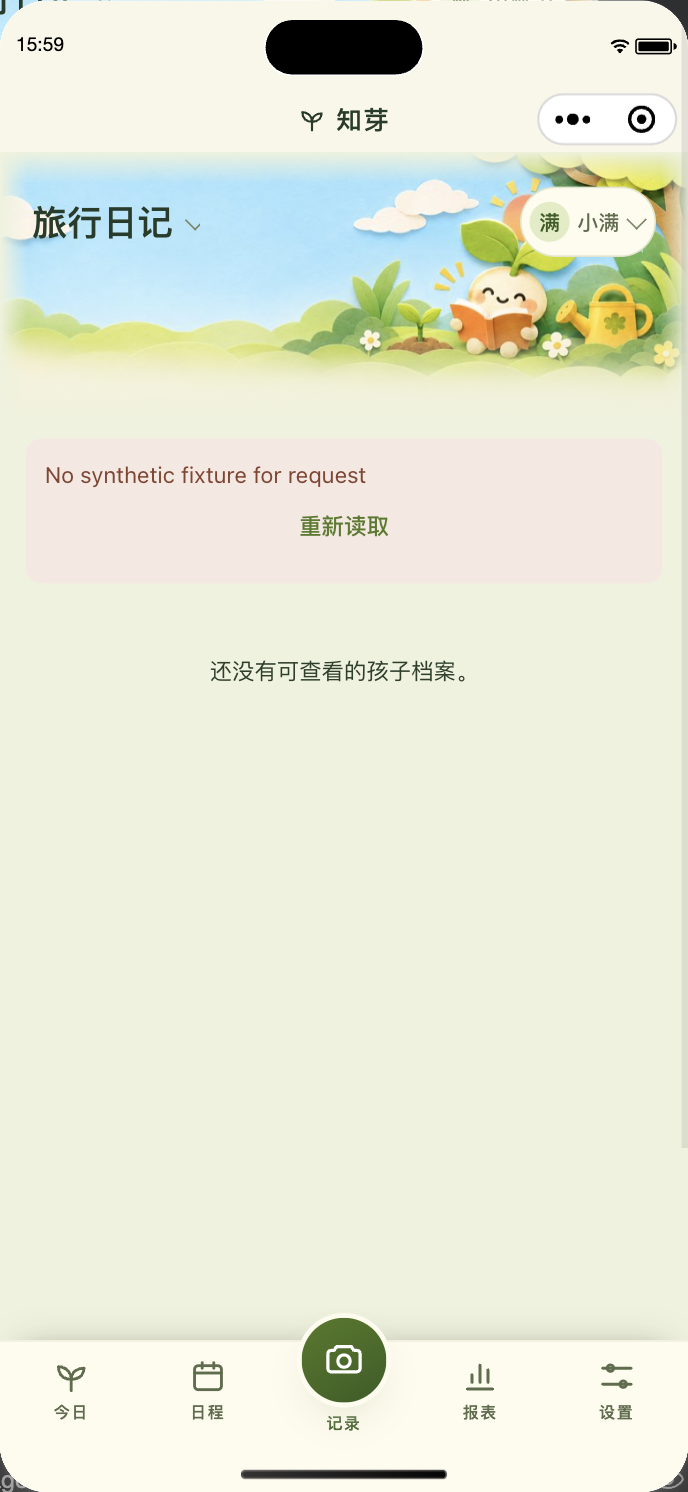 15:59
知芽
旅行日记
满 小满
No synthetic fixture for request
重新读取
还没有可查看的孩子档案。
今日
日程
记录
报表
设置